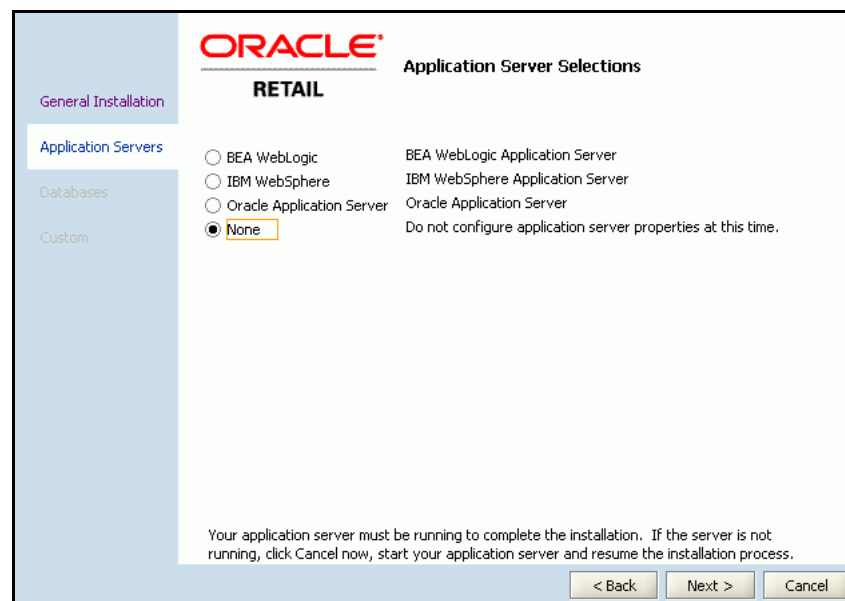 ORACLE®
RETAIL
Application Server Selections
General Installation
Application Servers
Databases
Custom
BEA WebLogic BEA WebLogic Application Server
IBM WebSphere IBM WebSphere Application Server
Oracle Application Server Oracle Application Server
None Do not configure application server properties at this time.
Your application server must be running to complete the installation. If the server is not
running, click Cancel now, start your application server and resume the installation process.
< Back Next > Cancel